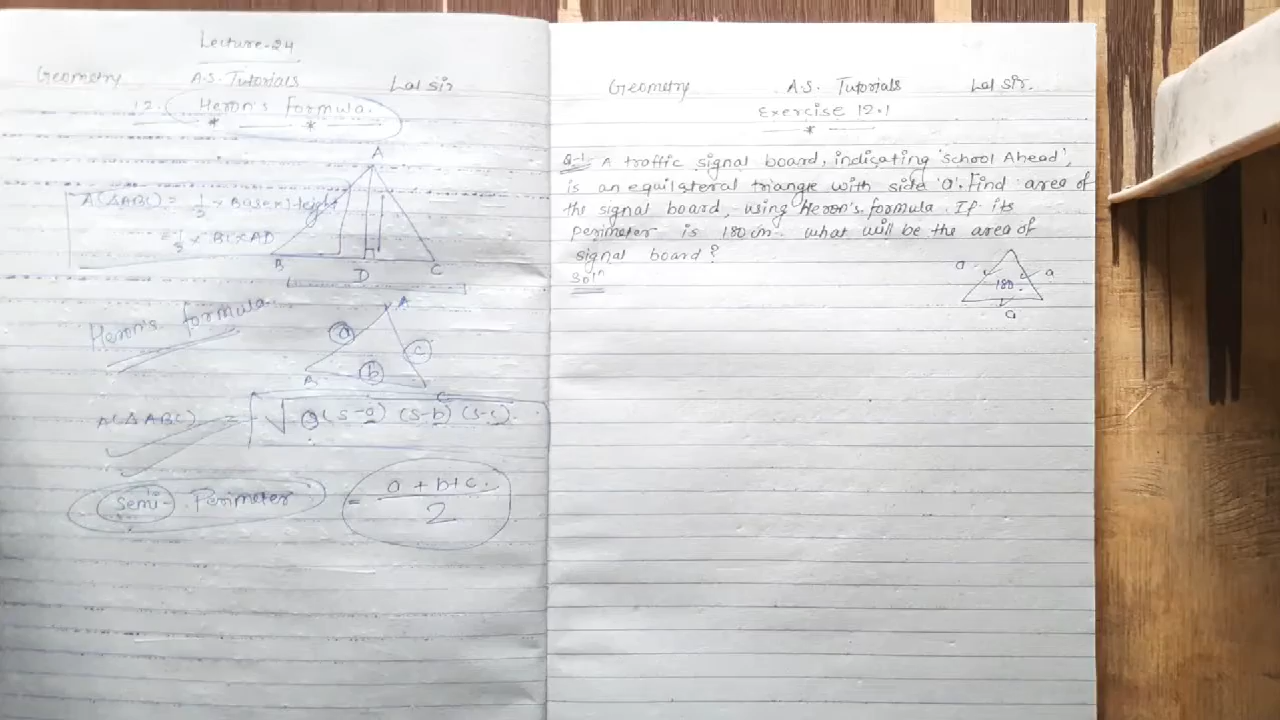 Lecture-24
Geometry A.S. Tutorials Lal sir
12. Heron's Formula.
A
A(ΔABC) = 1/2 × Base × Height
= 1/2 × BC × AD
B D C
Heron's formula
A
a c
B b C
A(ΔABC) = √ S(s-a) (s-b) (s-c)
Semi- Perimeter = a + b + c / 2
Geometry A.S. Tutorials Lal sir.
Exercise 12.1
Q-1. A traffic signal board, indicating 'school Ahead',
is an equilateral triangle with side 'a'. Find area of
the signal board, using Heron's formula. If its
perimeter is 180 cm. what will be the area of
signal board?
Solⁿ
a 180 a
a